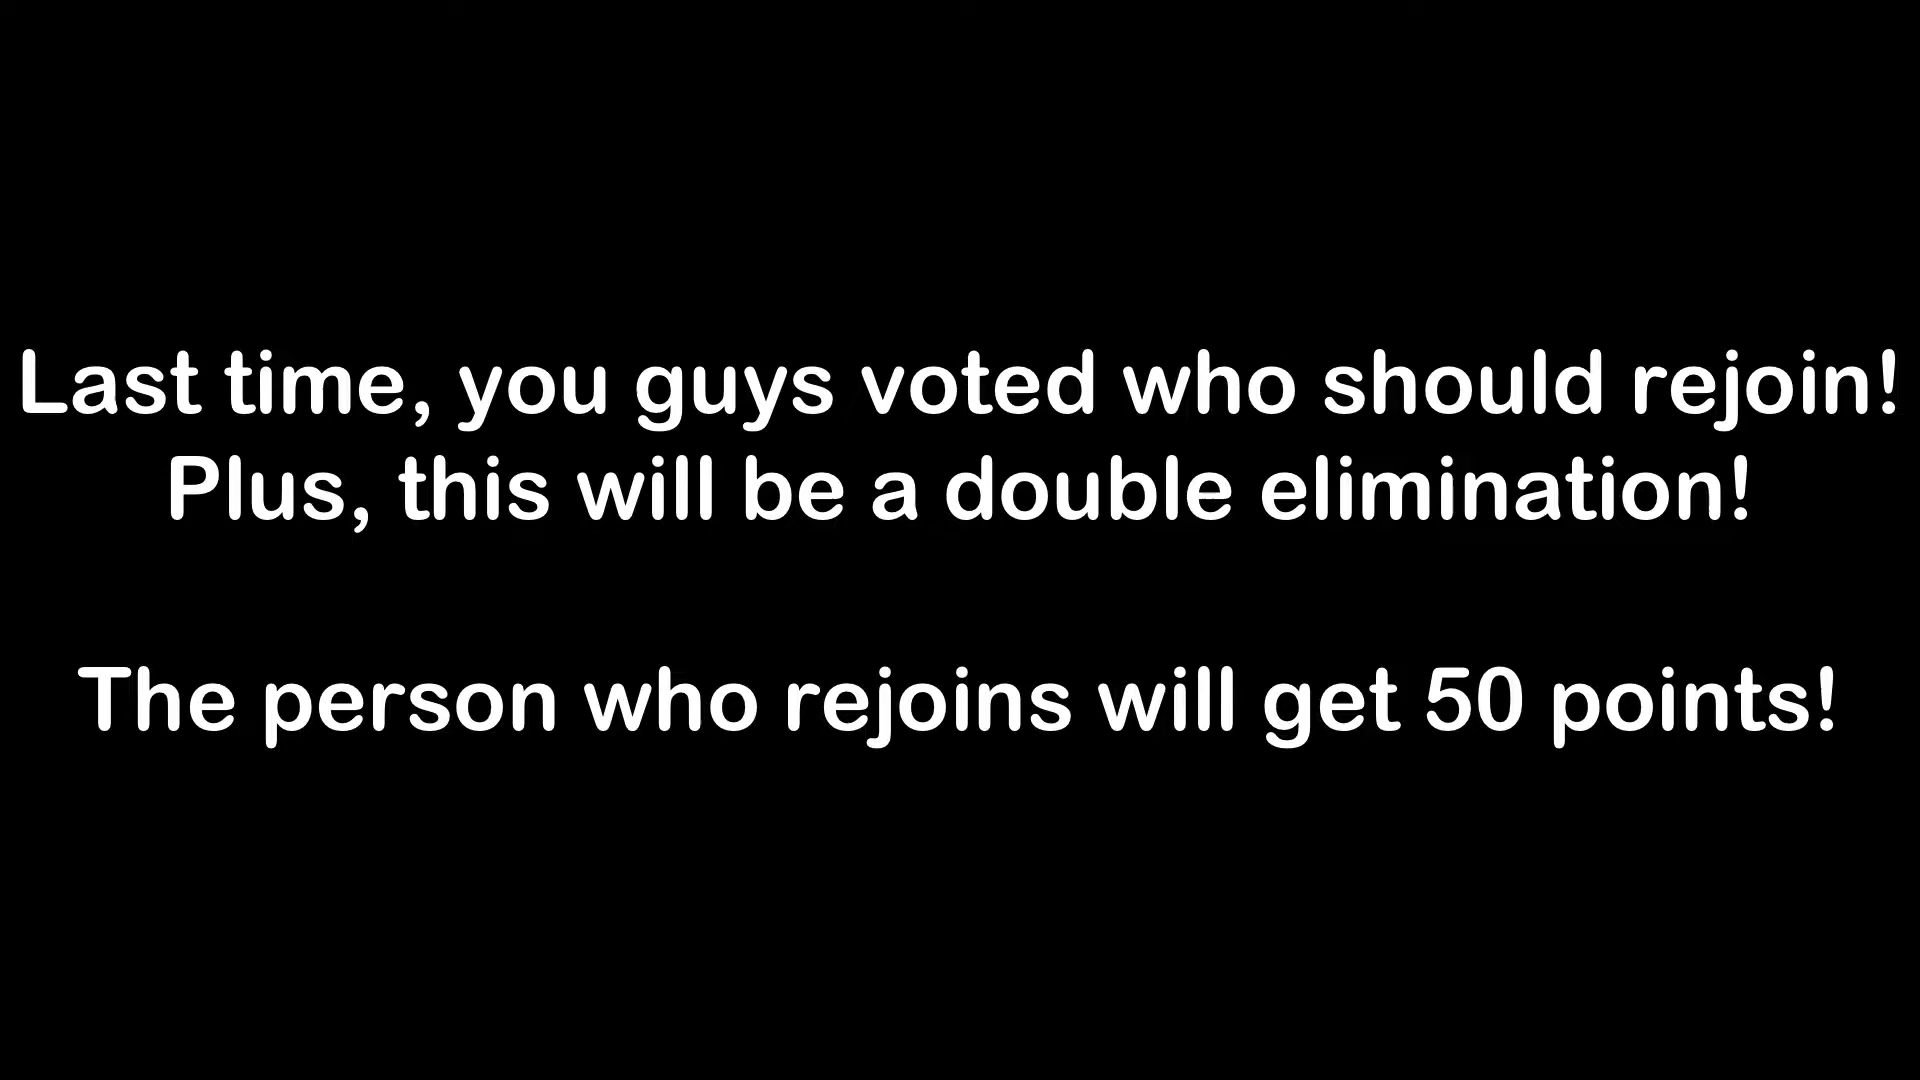 Last time, you guys voted who should rejoin!
Plus, this will be a double elimination!
The person who rejoins will get 50 points!